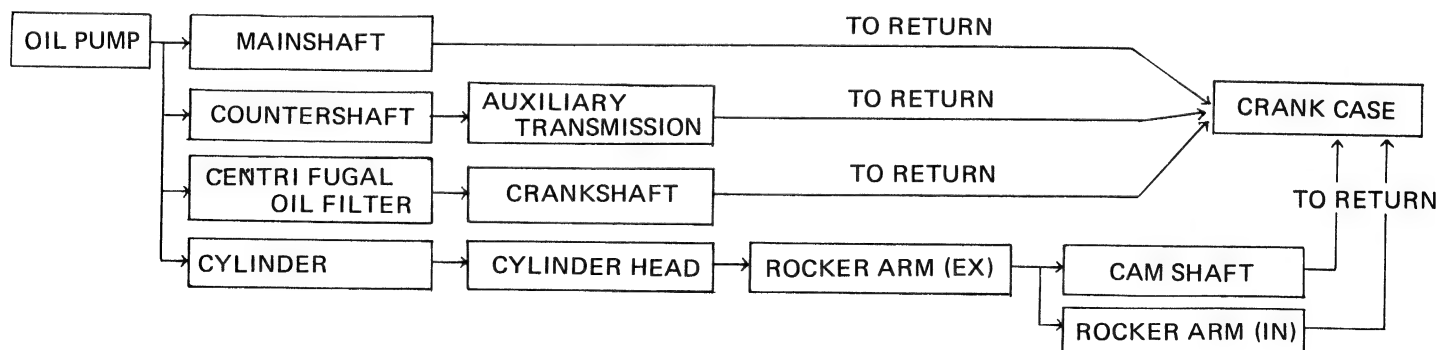 OIL PUMP
MAINSHAFT
TO RETURN
COUNTERSHAFT
AUXILIARY
TRANSMISSION
TO RETURN
CRANK CASE
CENTRI FUGAL
OIL FILTER
CRANKSHAFT
TO RETURN
TO RETURN
CYLINDER
CYLINDER HEAD
ROCKER ARM (EX)
CAM SHAFT
ROCKER ARM (IN)